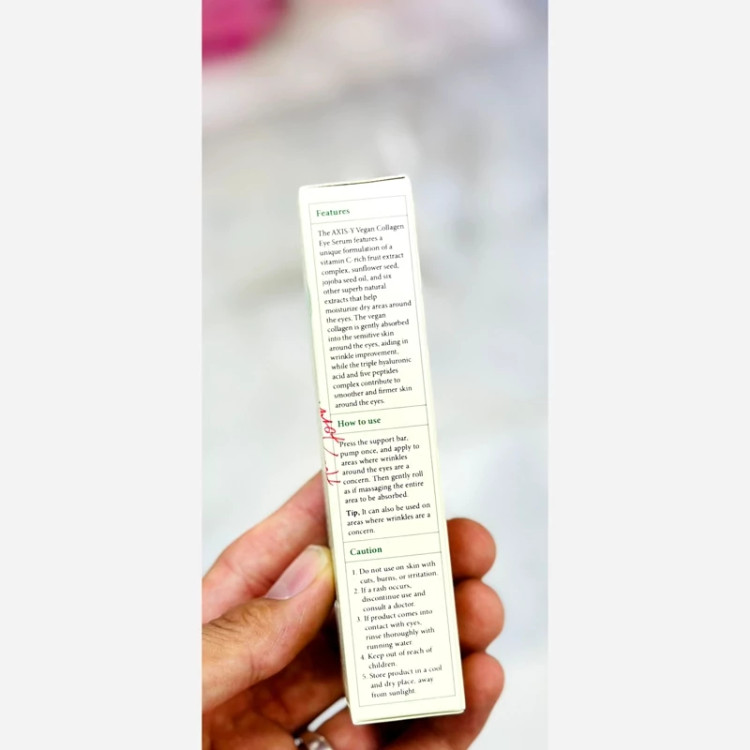 Features
The AXIS-Y Vegan Collagen
Eye Serum features a
unique formulation of a
vitamin C-rich fruit extract
complex, sunflower seed,
jojoba seed oil, and six
other superb natural
extracts that help
moisturize dry areas around
the eyes. The vegan
collagen is gently absorbed
into the sensitive skin
around the eyes, aiding in
wrinkle improvement,
while the triple hyaluronic
acid and five peptides
complex contribute to
smoother and firmer skin
around the eyes.
How to use
Press the support bar,
pump once, and apply to
areas where wrinkles
around the eyes are a
concern. Then gently roll
as if massaging the entire
area to be absorbed.
Tip, It can also be used on
areas where wrinkles are a
concern.
Caution
1. Do not use on skin with
cuts, burns, or irritation.
2. If a rash occurs,
discontinue use and
consult a doctor.
3. If product comes into
contact with eyes,
rinse thoroughly with
running water.
4. Keep out of reach of
children.
5. Store product in a cool
and dry place, away
from sunlight.